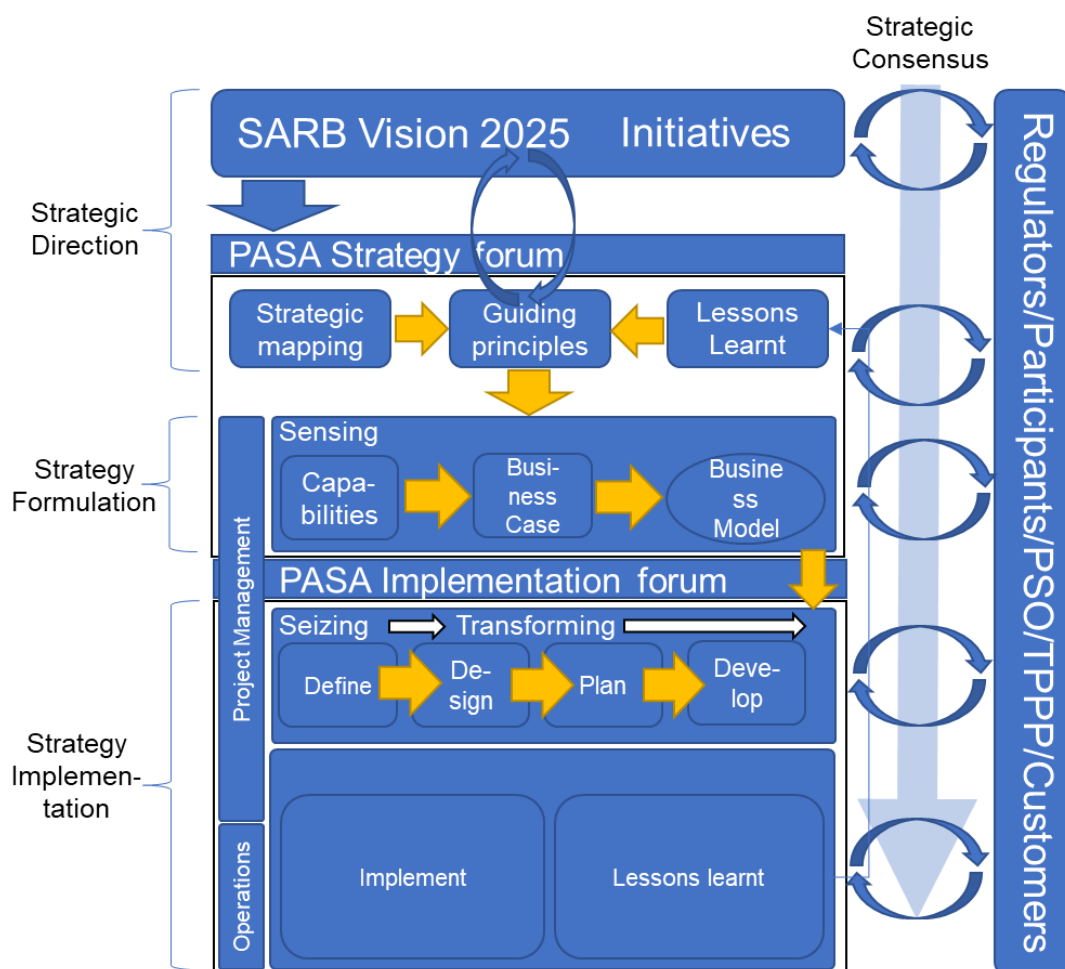 Strategic
Consensus
SARB Vision 2025 Initiatives
Strategic
Direction
PASA Strategy forum
Strategic
mapping
Guiding
principles
Lessons
Learnt
Strategy
Formulation
Sensing
Capa-
bilities
Busi-
ness
Case
Busine
ss
Model
Project Management
PASA Implementation forum
Seizing
Transforming
Define
De-
sign
Plan
Deve-
lop
Strategy
Implemen-
tation
Operations
Implement
Lessons learnt
Regulators/Participants/PSO/TPPP/Customers